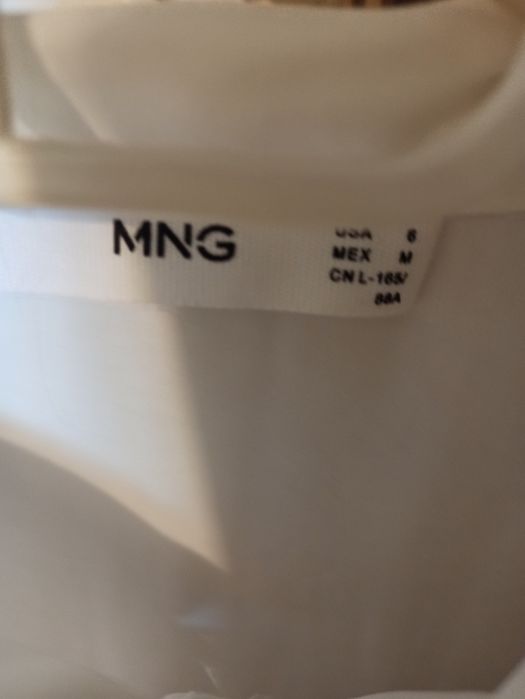 MNG
USA 6
MEX M
CN L-165/
88A